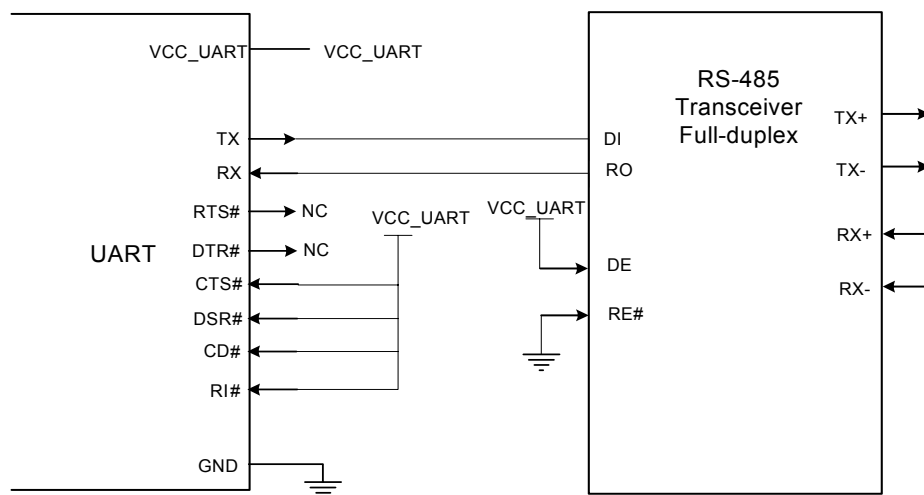 VCC_UART VCC_UART
TX
RX
RTS# NC
DTR# NC
CTS#
DSR#
CD#
RI#
GND
UART
VCC_UART
VCC_UART
RS-485
Transceiver
Full-duplex
DI
RO
DE
RE#
TX+
TX-
RX+
RX-